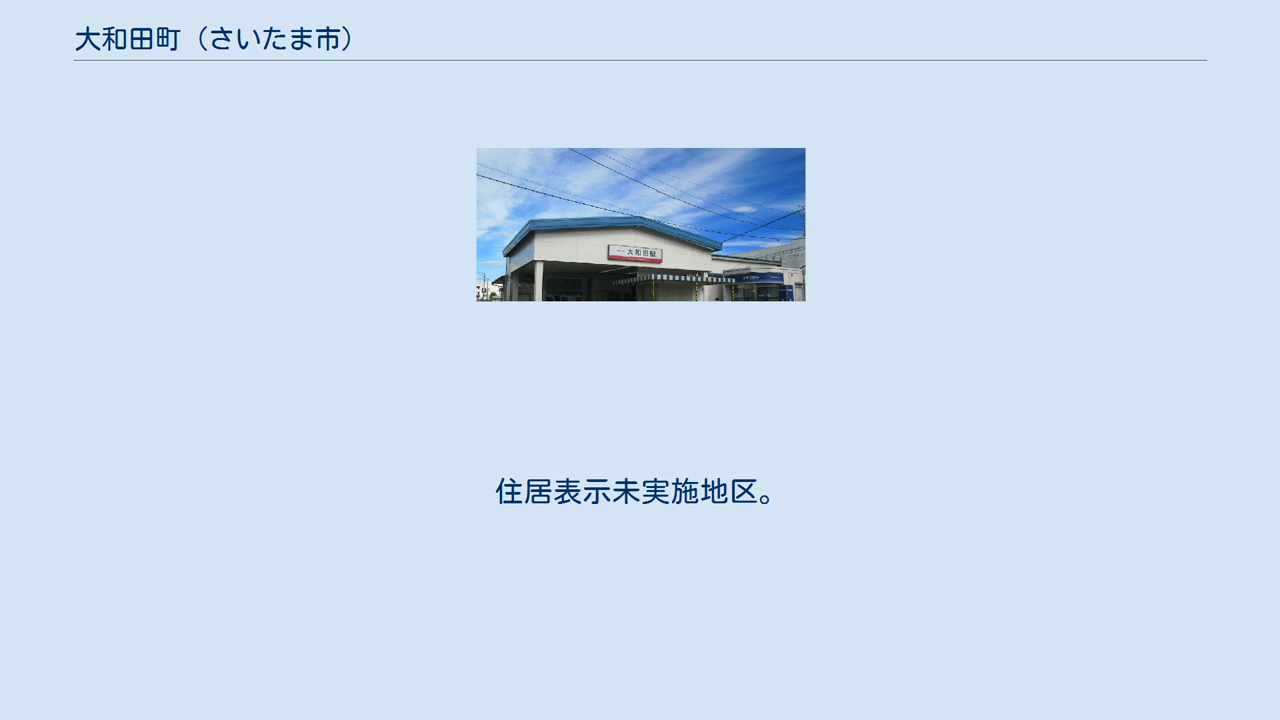 大和田町（さいたま市）
大和田駅
住居表示未実施地区。